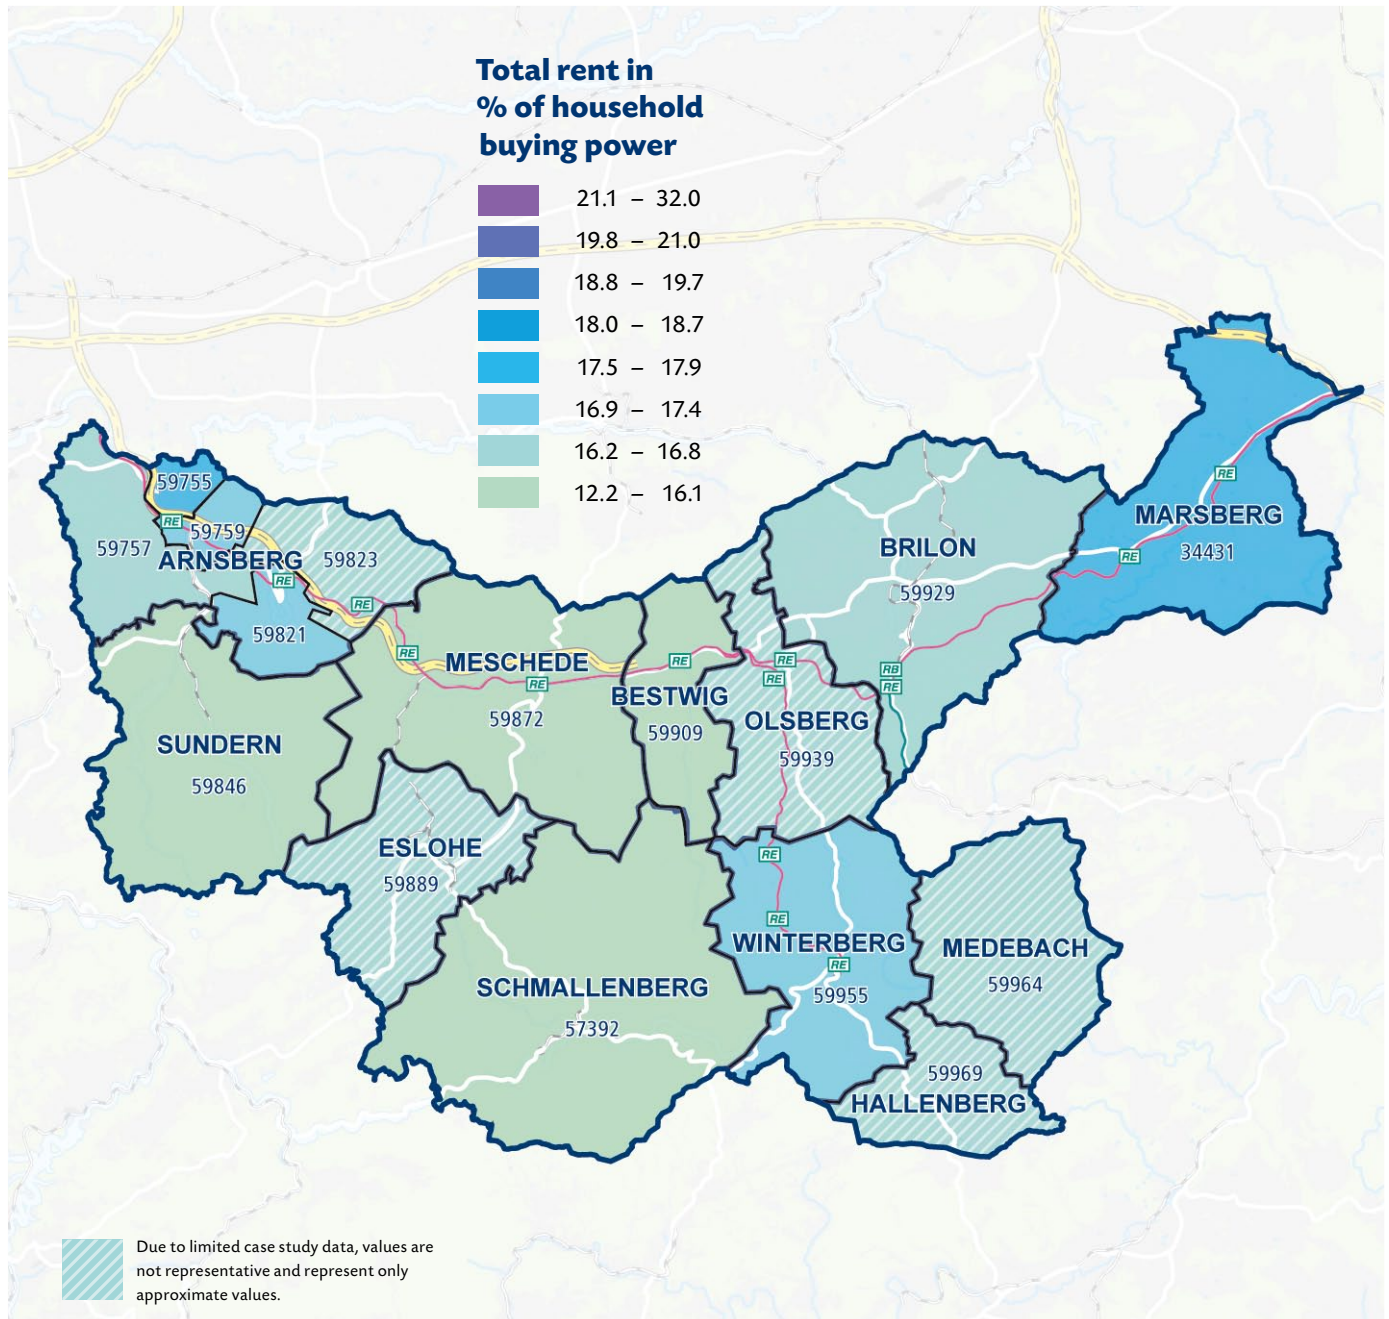 Total rent in
% of household
buying power
21.1 – 32.0
19.8 – 21.0
18.8 – 19.7
18.0 – 18.7
17.5 – 17.9
16.9 – 17.4
16.2 – 16.8
12.2 – 16.1
59755
RE
59759
59757
ARNSBERG
59823
RE
RE
59821
RE
MESCHEDE
RE
59872
SUNDERN
59846
RE
BESTWIG
59909
RE
RE
OLSBERG
59939
BRILON
59929
RB
RE
MARSBERG
34431
RE
RE
ESLOHE
59889
SCHMALLENBERG
57392
RE
RE
WINTERBERG
RE
59955
MEDEBACH
59964
59969
HALLENBERG
Due to limited case study data, values are
not representative and represent only
approximate values.